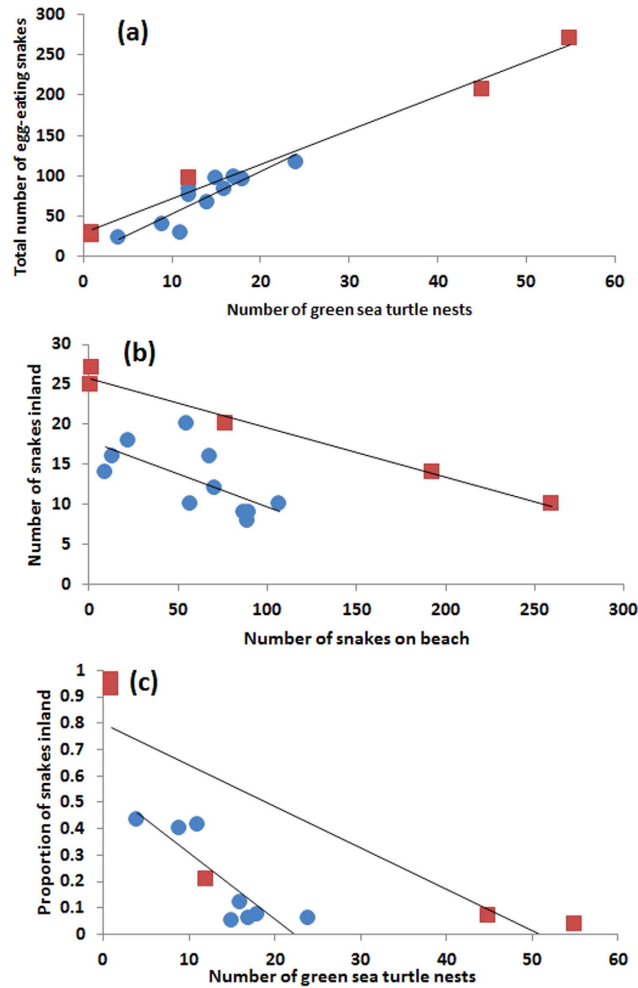 (a)
Total number of egg-eating snakes
300
250
200
150
100
50
0
0 10 20 30 40 50 60
Number of green sea turtle nests
(b)
Number of snakes inland
30
25
20
15
10
5
0
0 50 100 150 200 250 300
Number of snakes on beach
(c)
Proportion of snakes inland
1
0.9
0.8
0.7
0.6
0.5
0.4
0.3
0.2
0.1
0
0 10 20 30 40 50 60
Number of green sea turtle nests